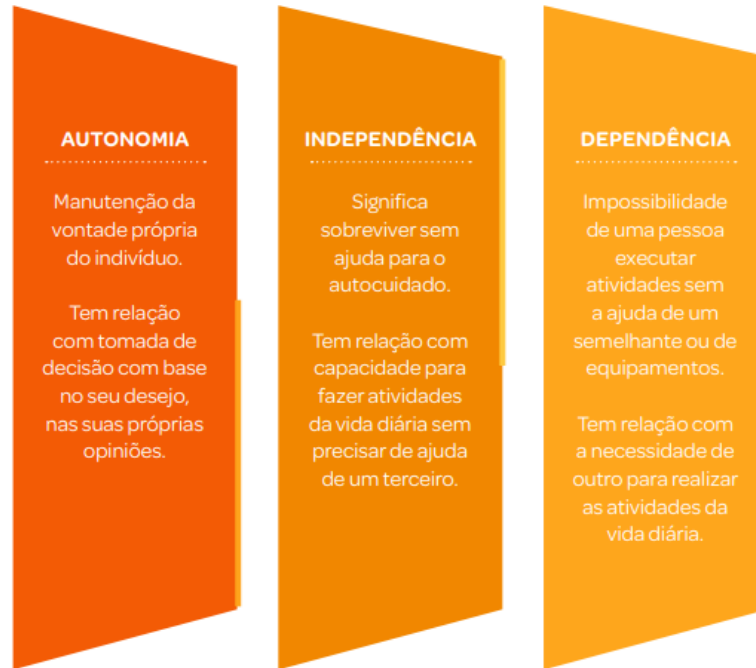 AUTONOMIA
Manutenção da
vontade própria
do indivíduo.
Tem relação
com tomada de
decisão com base
no seu desejo,
nas suas próprias
opiniões.
INDEPENDÊNCIA
Significa
sobreviver sem
ajuda para o
autocuidado.
Tem relação com
capacidade para
fazer atividades
da vida diária sem
precisar de ajuda
de um terceiro.
DEPENDÊNCIA
Impossibilidade
de uma pessoa
executar
atividades sem
a ajuda de um
semelhante ou de
equipamentos.
Tem relação com
a necessidade de
outro para realizar
as atividades da
vida diária.